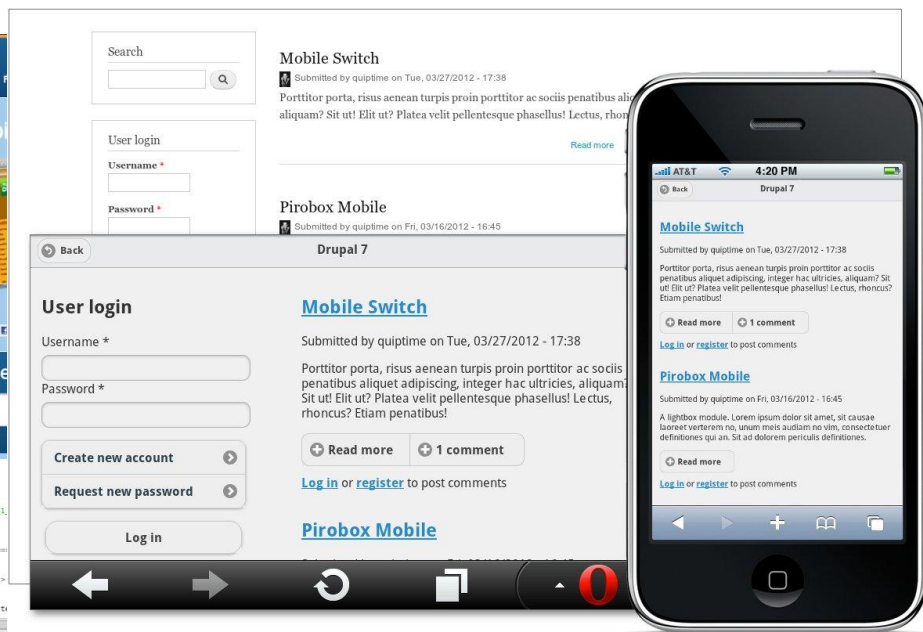 Search
Mobile Switch
Submitted by quiptime on Tue, 03/27/2012 - 17:38
Porttitor porta, risus aenean turpis proin porttitor ac sociis penatibus
aliquam? Sit ut! Elit ut? Platea velit pellentesque phasellus! Lectus,
Read more
User login
Username *
Password *
Pirobox Mobile
Submitted by quiptime on Fri, 03/16/2012 - 16:45
Back
Drupal 7
User login
Username *
Password *
Create new account
Request new password
Log in
Mobile Switch
Submitted by quiptime on Tue, 03/27/2012 - 17:38
Porttitor porta, risus aenean turpis proin porttitor ac sociis
penatibus aliquet adipiscing, integer hac ultricies, aliquam?
Sit ut! Elit ut? Platea velit pellentesque phasellus! Lectus,
rhoncus? Etiam penatibus!
Read more
1 comment
Log in or register to post comments
Pirobox Mobile
AT&T
4:20 PM
Back
Drupal 7
Mobile Switch
Submitted by quiptime on Tue, 03/27/2012 - 17:38
Porttitor porta, risus aenean turpis proin porttitor ac sociis
penatibus aliquet adipiscing, integer hac ultricies, aliquam? Sit
ut! Elit ut? Platea velit pellentesque phasellus! Lectus, rhoncus?
Etiam penatibus!
Read more
1 comment
Log in or register to post comments
Pirobox Mobile
Submitted by quiptime on Fri, 03/16/2012 - 16:45
A lightbox module. Lorem ipsum dolor sit amet, sit causae
laoreet verterem no, unum meis audiam no vim, consectetuer
definitiones qui an. Sit ad dolorem periculis definitiones.
Read more
Log in or register to post comments